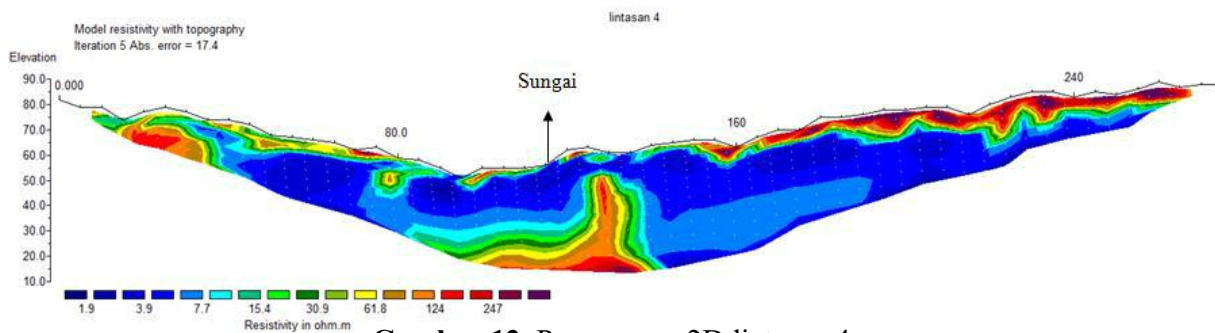 lintasan 4
Model resistivity with topography
Iteration 5 Abs. error = 17.4
Elevation
Sungai
90.0
0.000
240
80.0
70.0
80.0
160
60.0
50.0
40.0
30.0
20.0
10.0
1.9 3.9 7.7 15.4 30.9 61.8 124 247
Resistivity in ohm.m